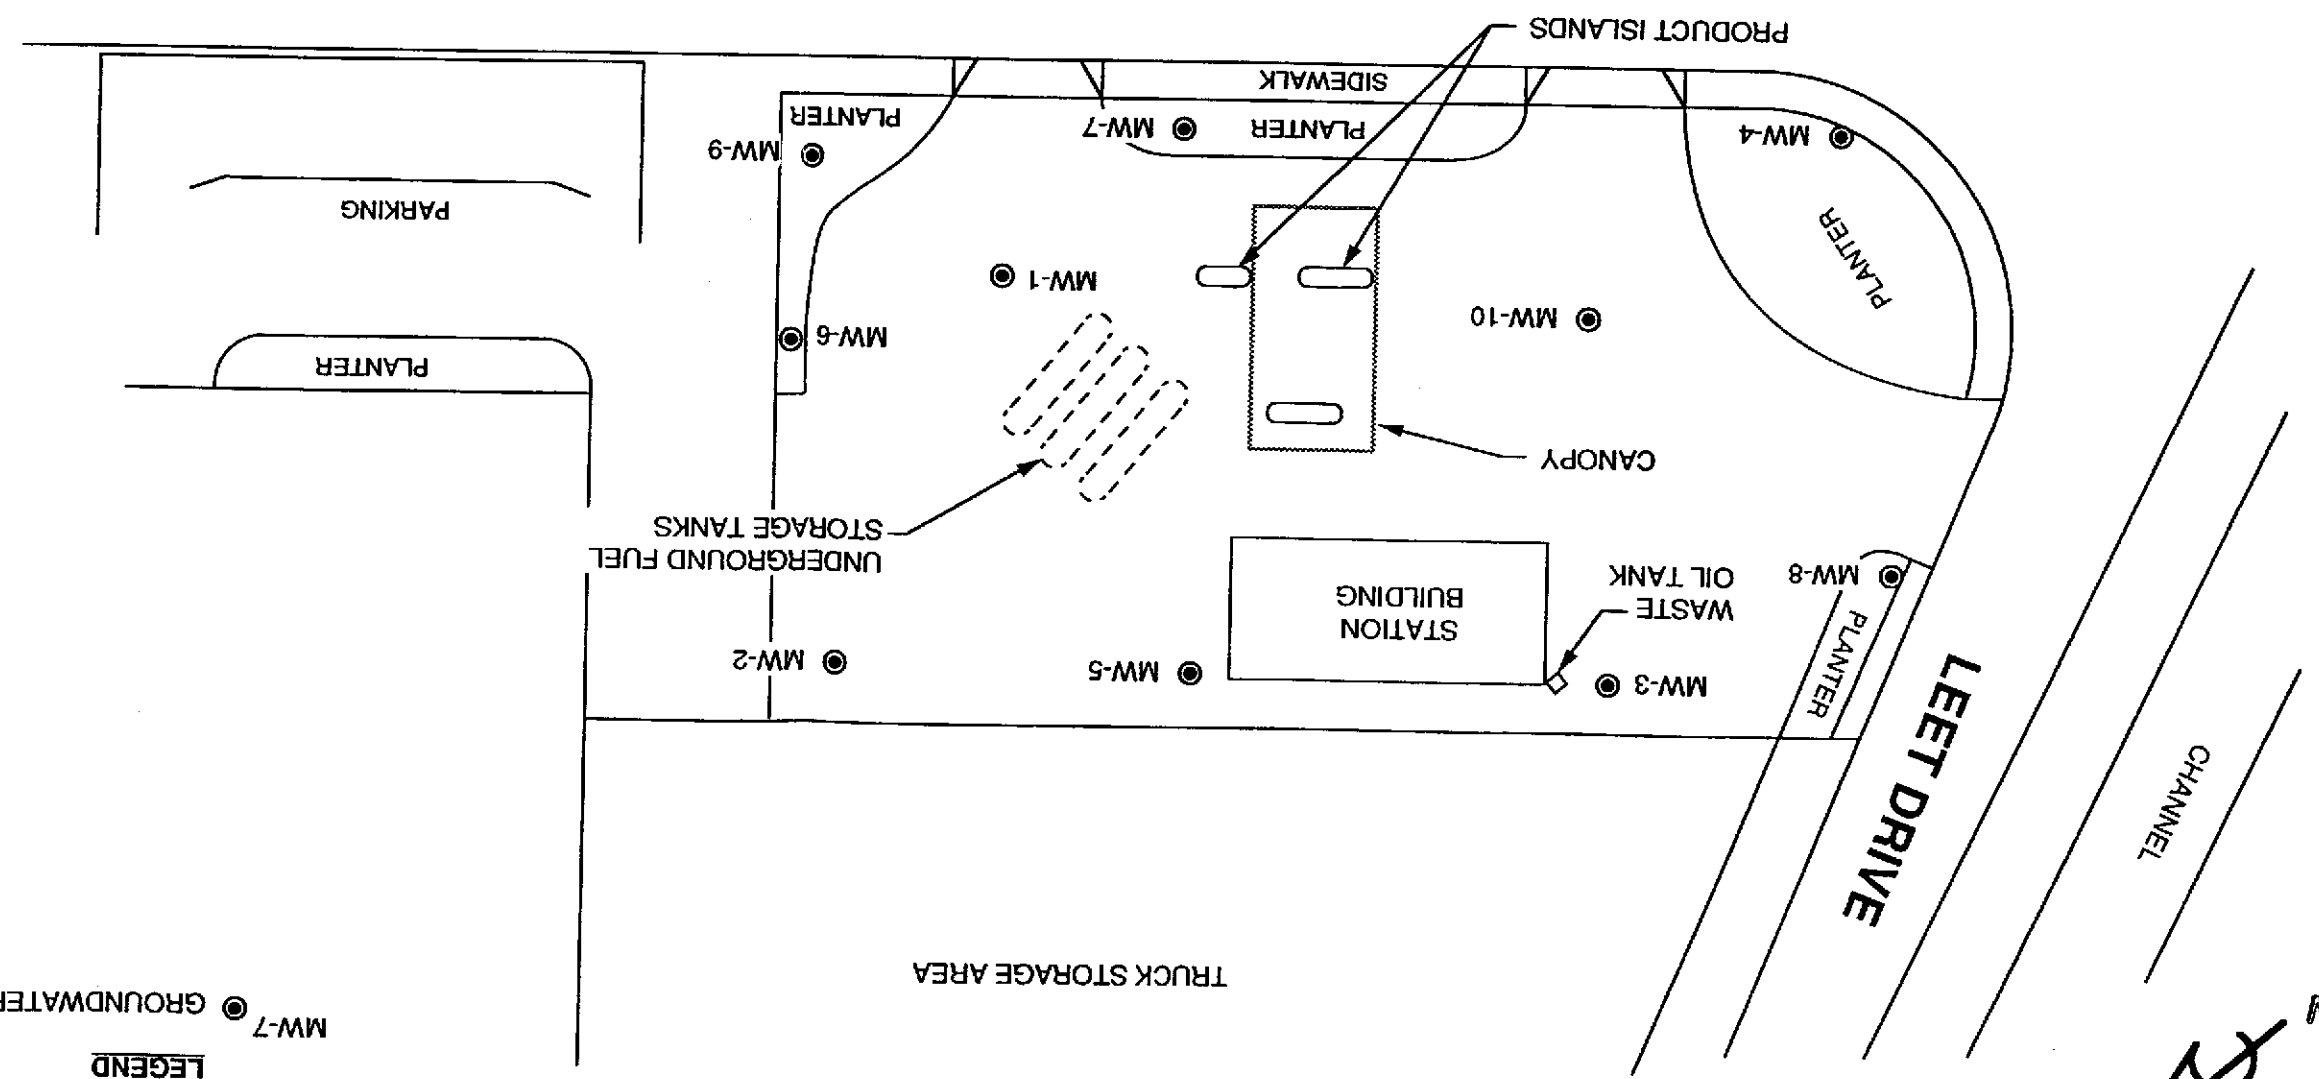 LEGEND
MW-7
GROUNDWATER
TRUCK STORAGE AREA
CHANNEL
LEET DRIVE
PLANTER
MW-3
MW-5
MW-2
WASTE
OIL TANK
STATION
BUILDING
MW-8
UNDERGROUND FUEL
STORAGE TANKS
CANOPY
PLANTER
MW-10
MW-6
MW-1
PLANTER
PARKING
MW-4
PLANTER
MW-7
MW-9
PLANTER
SIDEWALK
PRODUCT ISLANDS